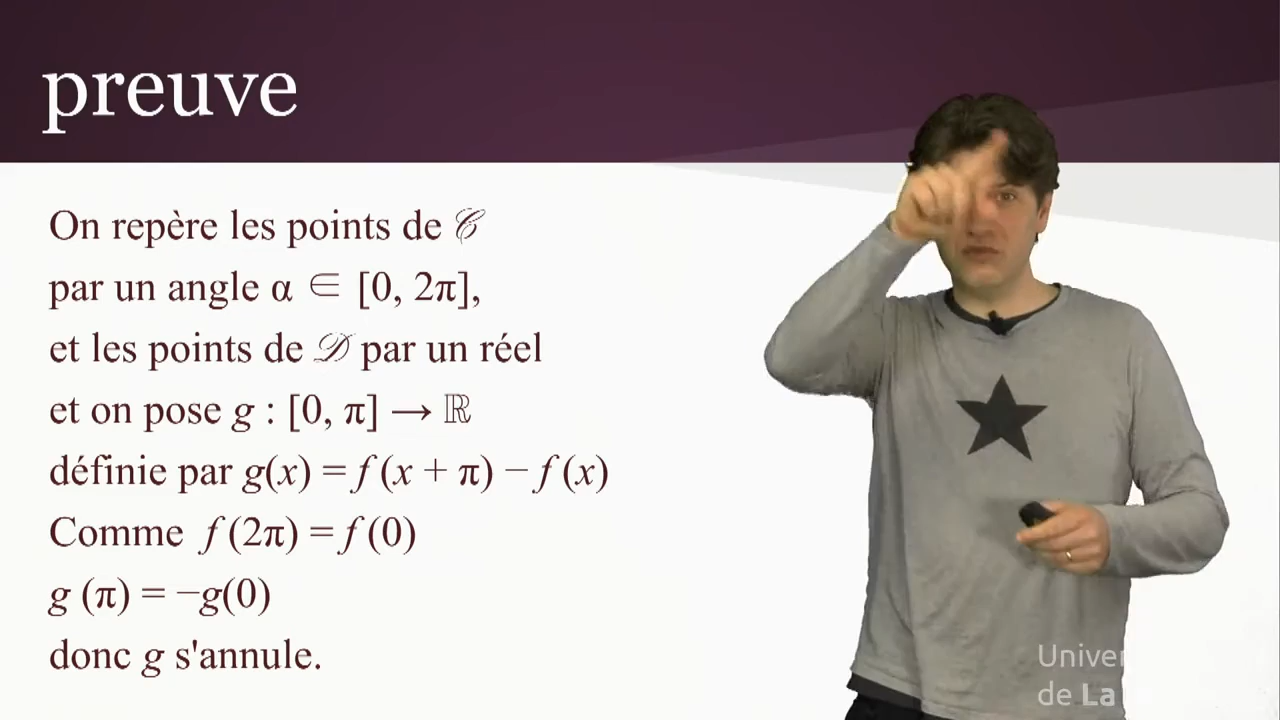 preuve
On repère les points de 𝒞
par un angle α ∈ [0, 2π],
et les points de 𝒟 par un réel
et on pose g : [0, π] → ℝ
définie par g(x) = f (x + π) − f (x)
Comme f (2π) = f (0)
g (π) = −g(0)
donc g s'annule.
de La